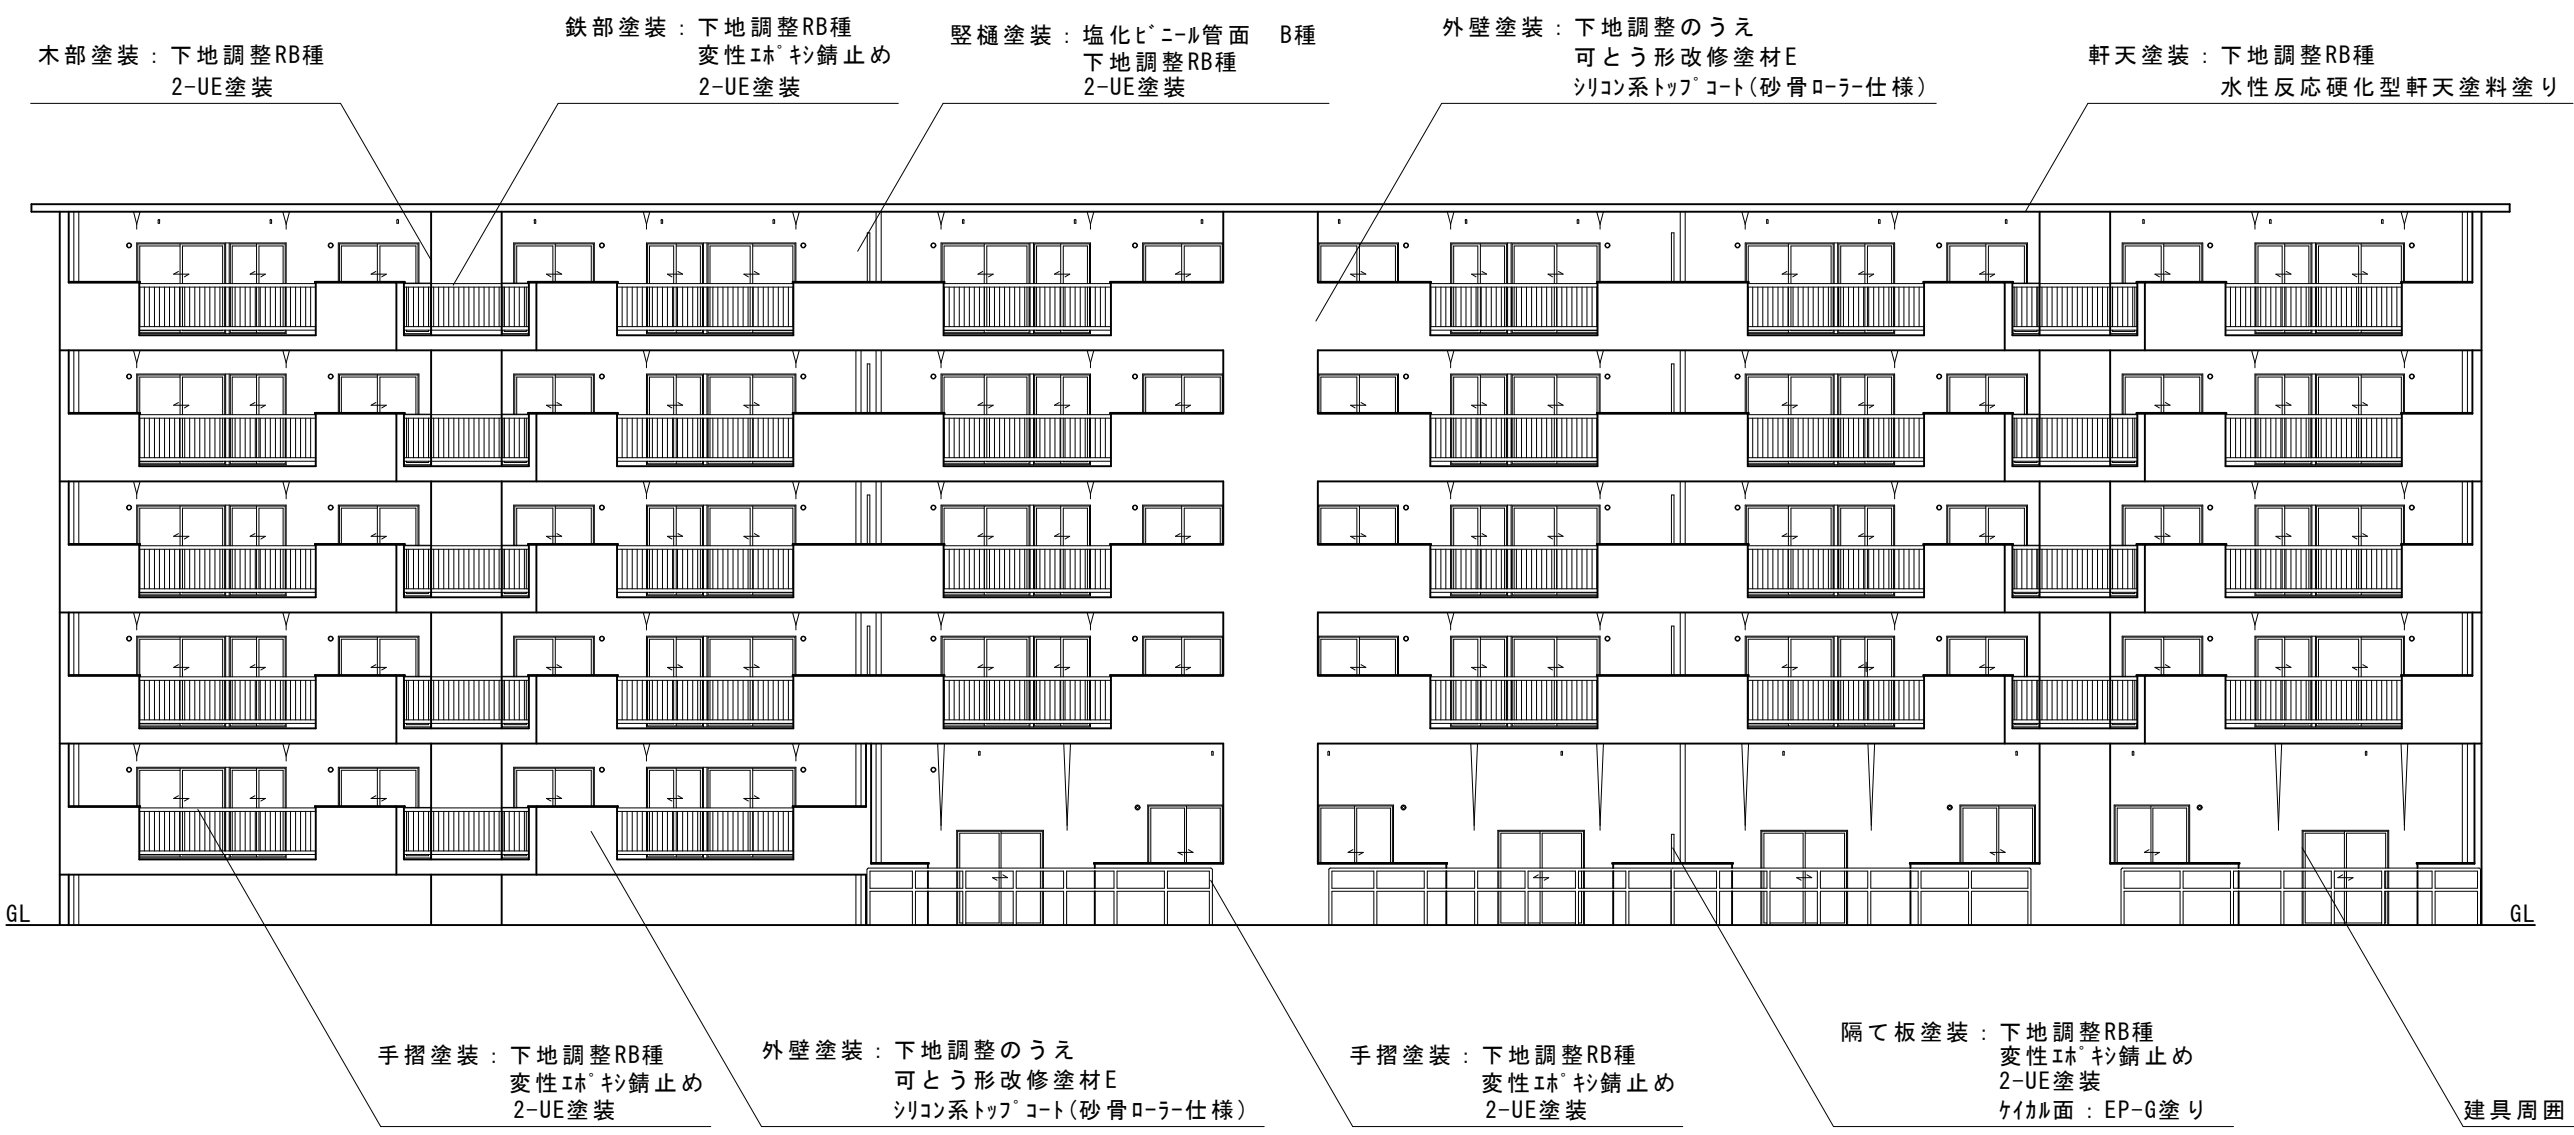 木部塗装：下地調整RB種
2-UE塗装
鉄部塗装：下地調整RB種
変性ｴﾎﾟｷｼ錆止め
2-UE塗装
竪樋塗装：塩化ﾋﾞﾆｰﾙ管面　B種
下地調整RB種
2-UE塗装
外壁塗装：下地調整のうえ
可とう形改修塗材E
ｼﾘｺﾝ系ﾄｯﾌﾟｺｰﾄ(砂骨ﾛｰﾗｰ仕様)
軒天塗装：下地調整RB種
水性反応硬化型軒天塗料塗り
GL
GL
手摺塗装：下地調整RB種
変性ｴﾎﾟｷｼ錆止め
2-UE塗装
外壁塗装：下地調整のうえ
可とう形改修塗材E
ｼﾘｺﾝ系ﾄｯﾌﾟｺｰﾄ(砂骨ﾛｰﾗｰ仕様)
手摺塗装：下地調整RB種
変性ｴﾎﾟｷｼ錆止め
2-UE塗装
隔て板塗装：下地調整RB種
変性ｴﾎﾟｷｼ錆止め
2-UE塗装
ｹｲｶﾙ面：EP-G塗り
建具周囲